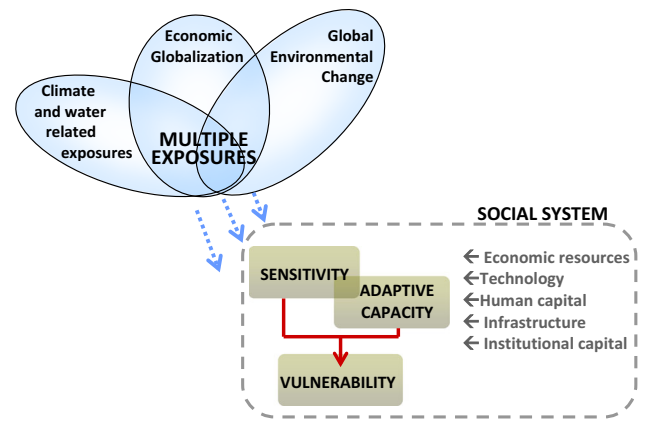 Economic
Globalization
Global
Environmental
Change
Climate
and water
related
exposures
MULTIPLE
EXPOSURES
SOCIAL SYSTEM
SENSITIVITY
ADAPTIVE
CAPACITY
VULNERABILITY
← Economic resources
←Technology
←Human capital
← Infrastructure
← Institutional capital